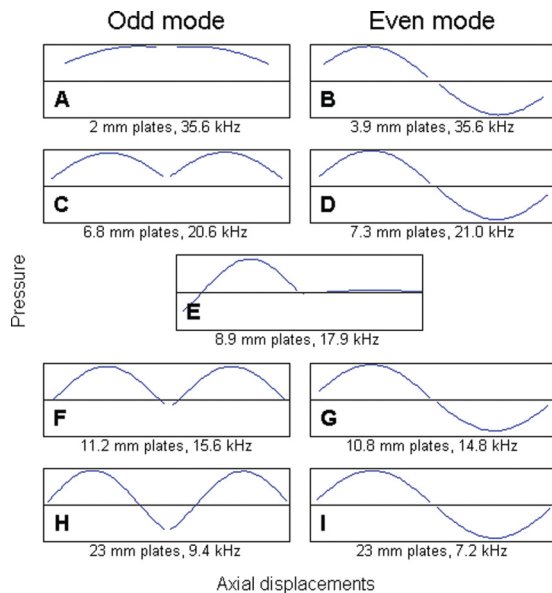 Odd mode
Even mode
A
2 mm plates, 35.6 kHz
B
3.9 mm plates, 35.6 kHz
C
6.8 mm plates, 20.6 kHz
D
7.3 mm plates, 21.0 kHz
Pressure
E
8.9 mm plates, 17.9 kHz
F
11.2 mm plates, 15.6 kHz
G
10.8 mm plates, 14.8 kHz
H
23 mm plates, 9.4 kHz
I
23 mm plates, 7.2 kHz
Axial displacements